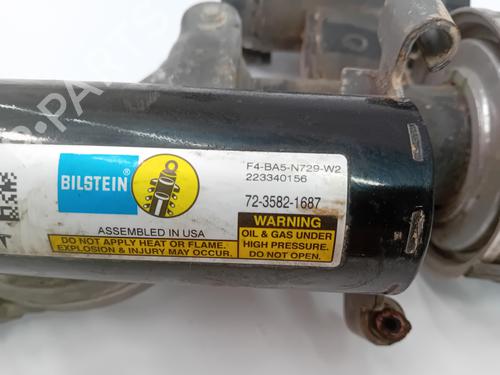 BILSTEIN
F4-BA5-N729-W2
223340156
72-3582-1687
ASSEMBLED IN USA
WARNING
OIL & GAS UNDER
HIGH PRESSURE.
DO NOT OPEN.
DO NOT APPLY HEAT OR FLAME.
EXPLOSION & INJURY MAY OCCUR.